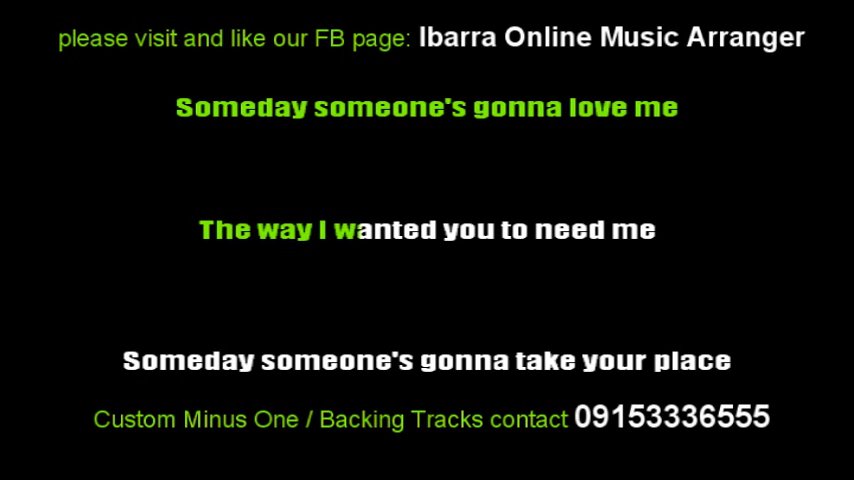 please visit and like our FB page: Ibarra Online Music Arranger
Someday someone's gonna love me
The way I wanted you to need me
Someday someone's gonna take your place
Custom Minus One / Backing Tracks contact 09153336555